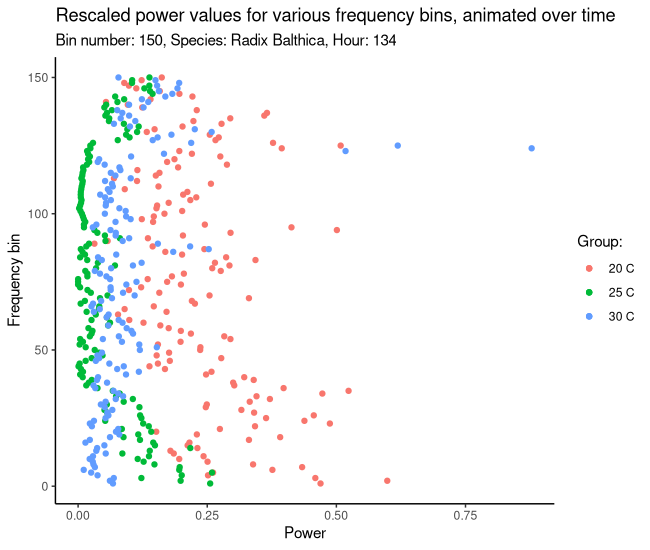 Rescaled power values for various frequency bins, animated over time
Bin number: 150, Species: Radix Balthica, Hour: 134
150
100
50
0
Frequency bin
0.00 0.25 0.50 0.75
Power
Group:
20 C
25 C
30 C